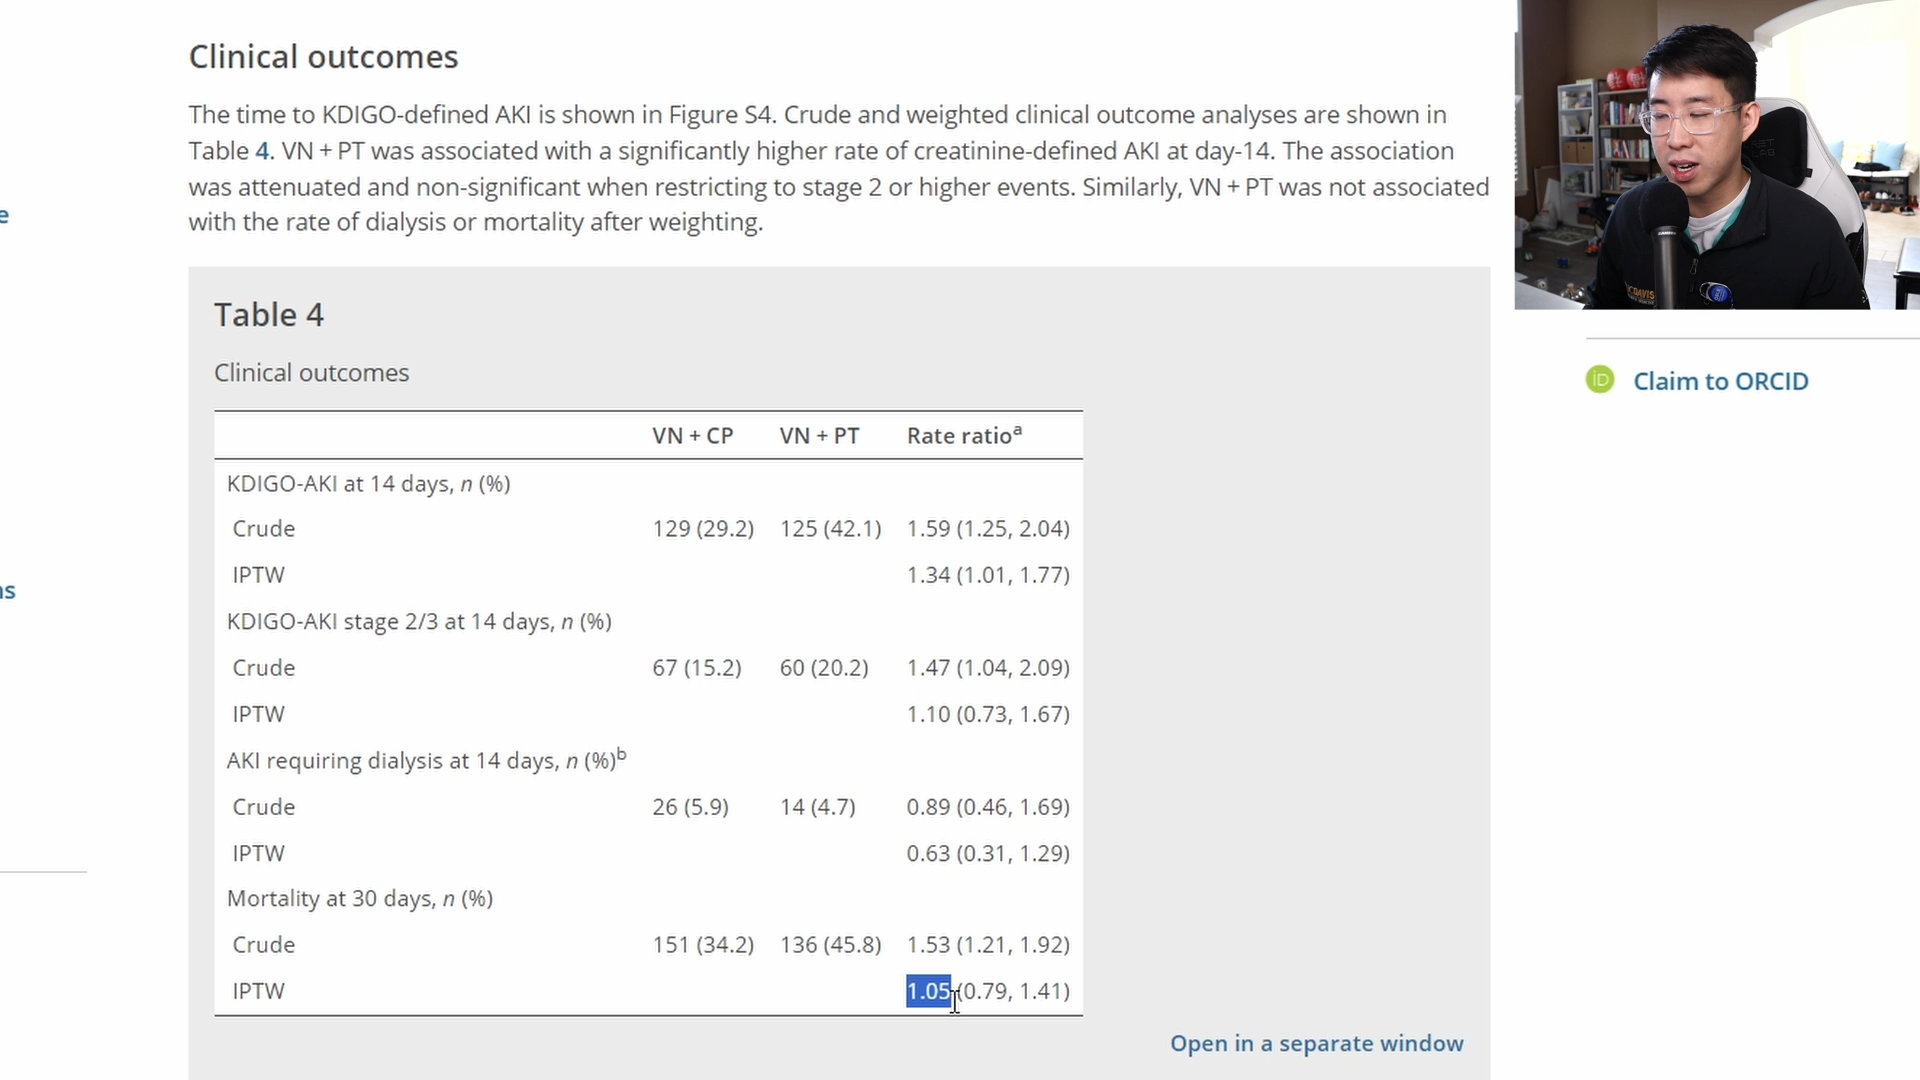 Clinical outcomes
The time to KDIGO-defined AKI is shown in Figure S4. Crude and weighted clinical outcome analyses are shown in
Table 4. VN + PT was associated with a significantly higher rate of creatinine-defined AKI at day-14. The association
was attenuated and non-significant when restricting to stage 2 or higher events. Similarly, VN + PT was not associated
with the rate of dialysis or mortality after weighting.
Table 4
Clinical outcomes
VN + CP VN + PT Rate ratioᵃ
KDIGO-AKI at 14 days, n (%)
Crude 129 (29.2) 125 (42.1) 1.59 (1.25, 2.04)
IPTW 1.34 (1.01, 1.77)
KDIGO-AKI stage 2/3 at 14 days, n (%)
Crude 67 (15.2) 60 (20.2) 1.47 (1.04, 2.09)
IPTW 1.10 (0.73, 1.67)
AKI requiring dialysis at 14 days, n (%)ᵇ
Crude 26 (5.9) 14 (4.7) 0.89 (0.46, 1.69)
IPTW 0.63 (0.31, 1.29)
Mortality at 30 days, n (%)
Crude 151 (34.2) 136 (45.8) 1.53 (1.21, 1.92)
IPTW 1.05 (0.79, 1.41)
Open in a separate window
iD Claim to ORCID